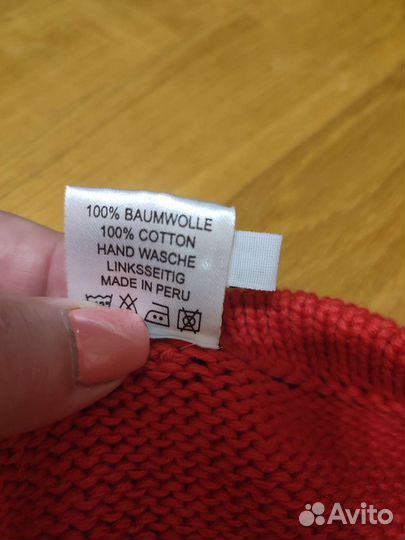 100% BAUMWOLLE
100% COTTON
HAND WASCHE
LINKSSEITIG
MADE IN PERU
Avito